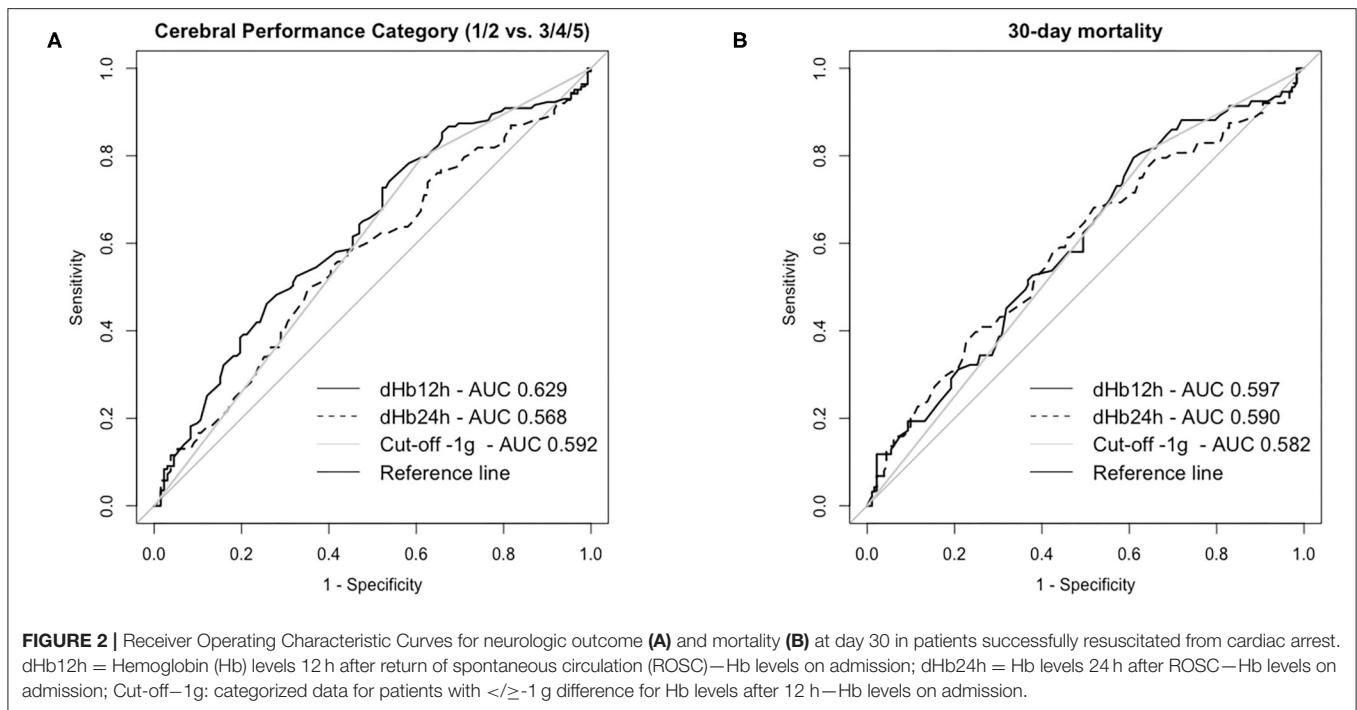 A
Cerebral Performance Category (1/2 vs. 3/4/5)
Sensitivity
1.0
0.8
0.6
0.4
0.2
0.0
dHb12h - AUC 0.629
dHb24h - AUC 0.568
Cut-off -1g - AUC 0.592
Reference line
0.0 0.2 0.4 0.6 0.8 1.0
1 - Specificity
B
30-day mortality
Sensitivity
1.0
0.8
0.6
0.4
0.2
0.0
dHb12h - AUC 0.597
dHb24h - AUC 0.590
Cut-off -1g - AUC 0.582
Reference line
0.0 0.2 0.4 0.6 0.8 1.0
1 - Specificity
FIGURE 2 | Receiver Operating Characteristic Curves for neurologic outcome (A) and mortality (B) at day 30 in patients successfully resuscitated from cardiac arrest.
dHb12h = Hemoglobin (Hb) levels 12 h after return of spontaneous circulation (ROSC)—Hb levels on admission; dHb24h = Hb levels 24 h after ROSC—Hb levels on
admission; Cut-off−1g: categorized data for patients with </≥-1 g difference for Hb levels after 12 h—Hb levels on admission.